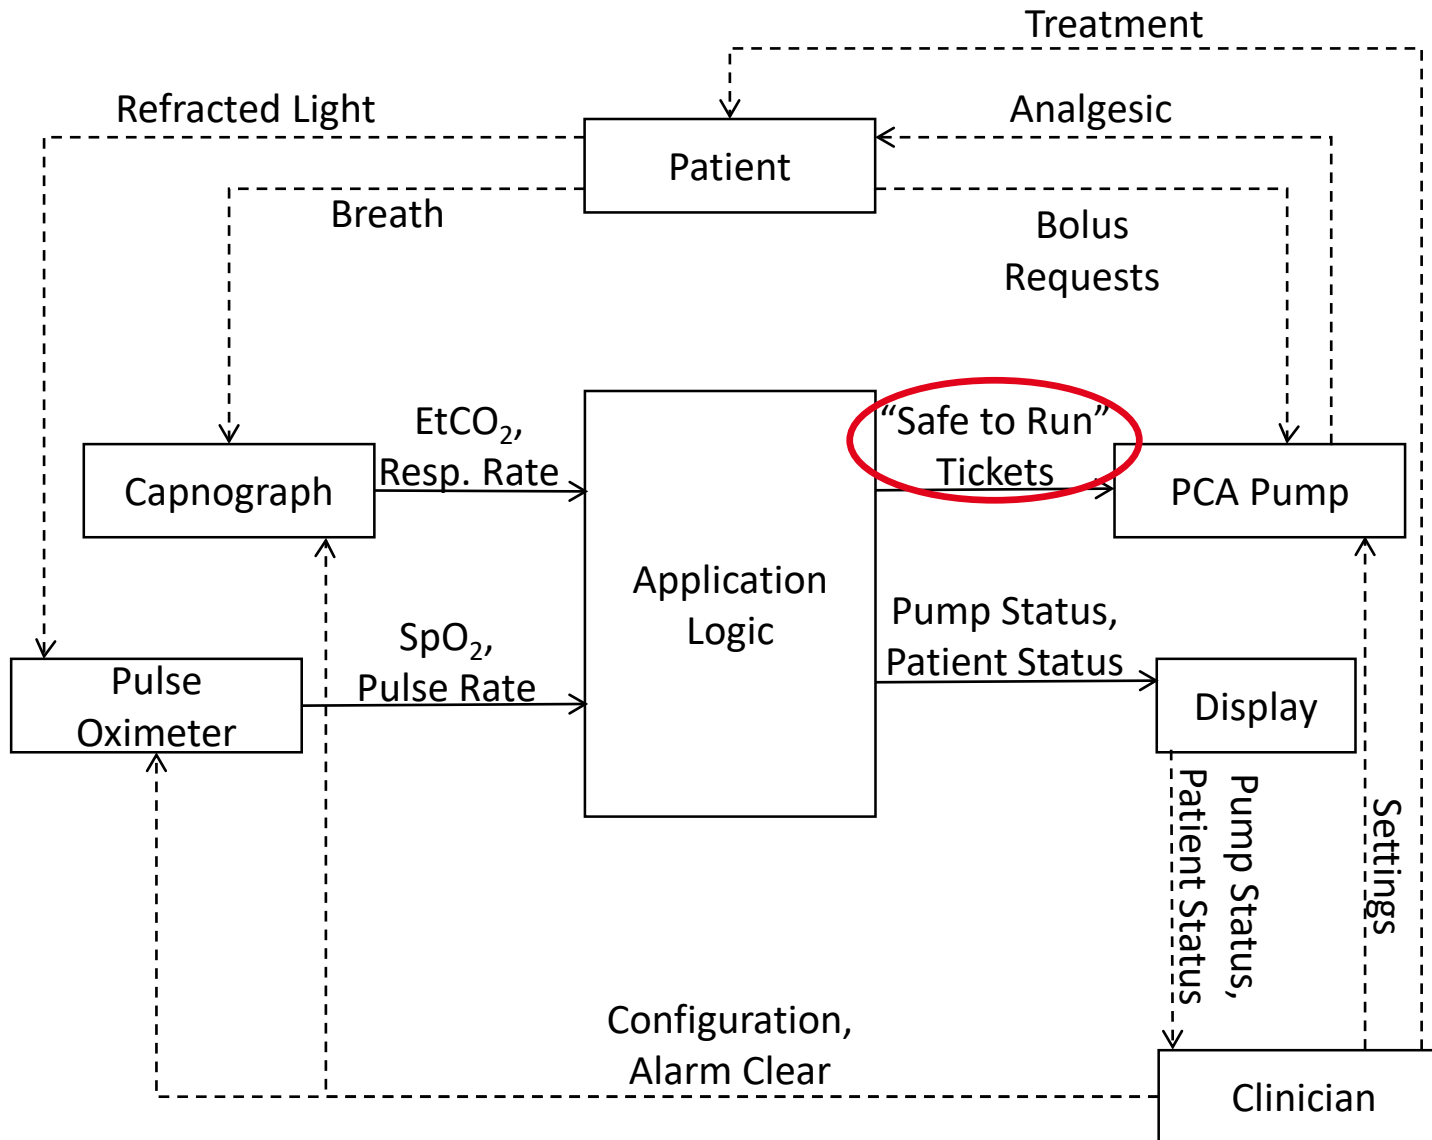 Treatment
Refracted Light
Analgesic
Patient
Breath
Bolus
Requests
EtCO₂,
Resp. Rate
“Safe to Run”
Tickets
Capnograph
PCA Pump
Application
Logic
SpO₂,
Pulse Rate
Pump Status,
Patient Status
Pulse
Oximeter
Display
Pump Status,
Patient Status
Settings
Configuration,
Alarm Clear
Clinician